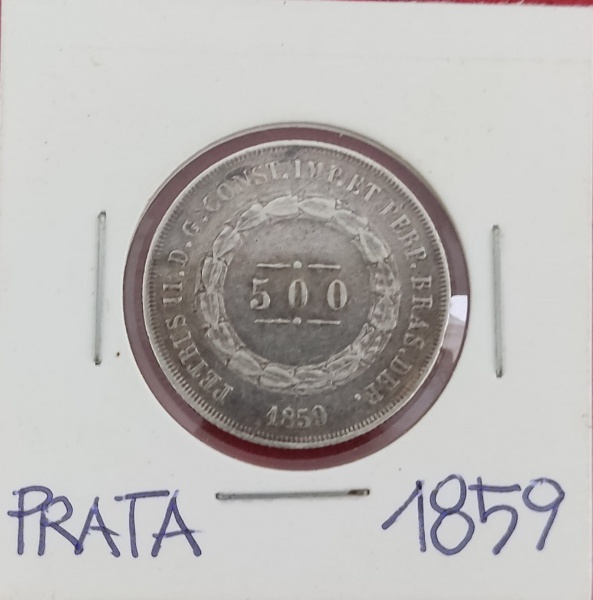 PETRUS II. D. G. CONST. IMP. ET PERP. BRAS. DEF.
500
1859
PRATA 1859